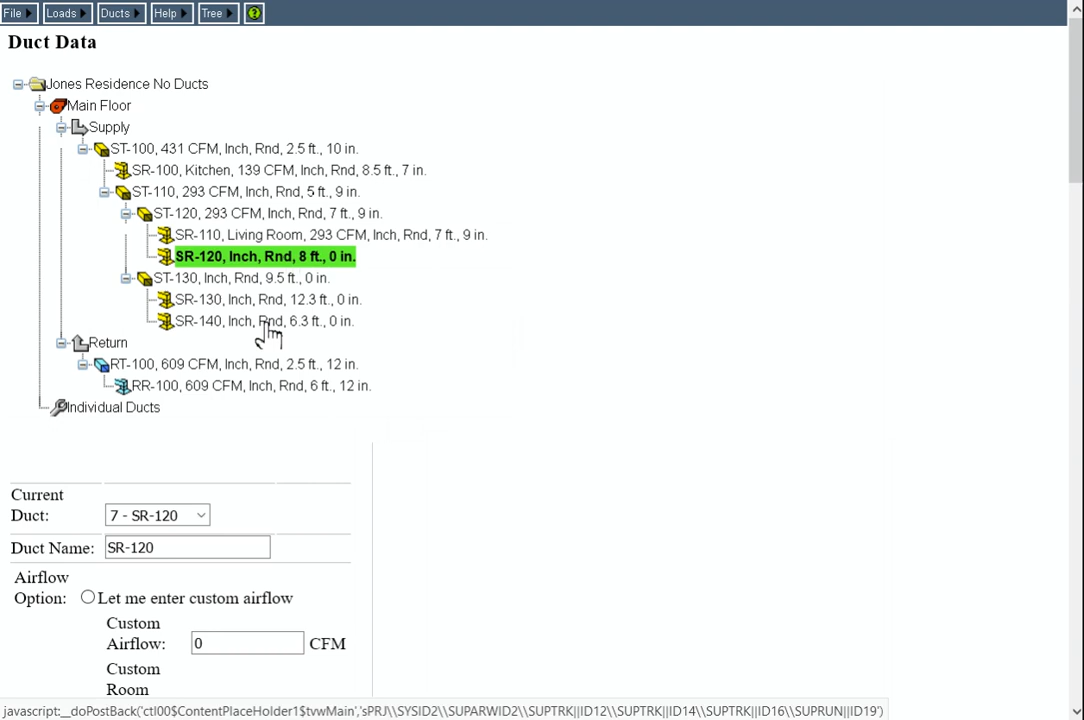 File Loads Ducts Help Tree ?
Duct Data
Jones Residence No Ducts
Main Floor
Supply
ST-100, 431 CFM, Inch, Rnd, 2.5 ft., 10 in.
SR-100, Kitchen, 139 CFM, Inch, Rnd, 8.5 ft., 7 in.
ST-110, 293 CFM, Inch, Rnd, 5 ft., 9 in.
ST-120, 293 CFM, Inch, Rnd, 7 ft., 9 in.
SR-110, Living Room, 293 CFM, Inch, Rnd, 7 ft., 9 in.
SR-120, Inch, Rnd, 8 ft., 0 in.
ST-130, Inch, Rnd, 9.5 ft., 0 in.
SR-130, Inch, Rnd, 12.3 ft., 0 in.
SR-140, Inch, Rnd, 6.3 ft., 0 in.
Return
RT-100, 609 CFM, Inch, Rnd, 2.5 ft., 12 in.
RR-100, 609 CFM, Inch, Rnd, 6 ft., 12 in.
Individual Ducts
Current
Duct: 7 - SR-120
Duct Name: SR-120
Airflow
Option: Let me enter custom airflow
Custom
Airflow: 0 CFM
Custom
Room
javascript:__doPostBack('ctl00$ContentPlaceHolder1$tvwMain','sPRJ\\SYSID2\\SUPARWID2\\SUPTRK||ID12\\SUPTRK||ID14\\SUPTRK||ID16\\SUPRUN||ID19')